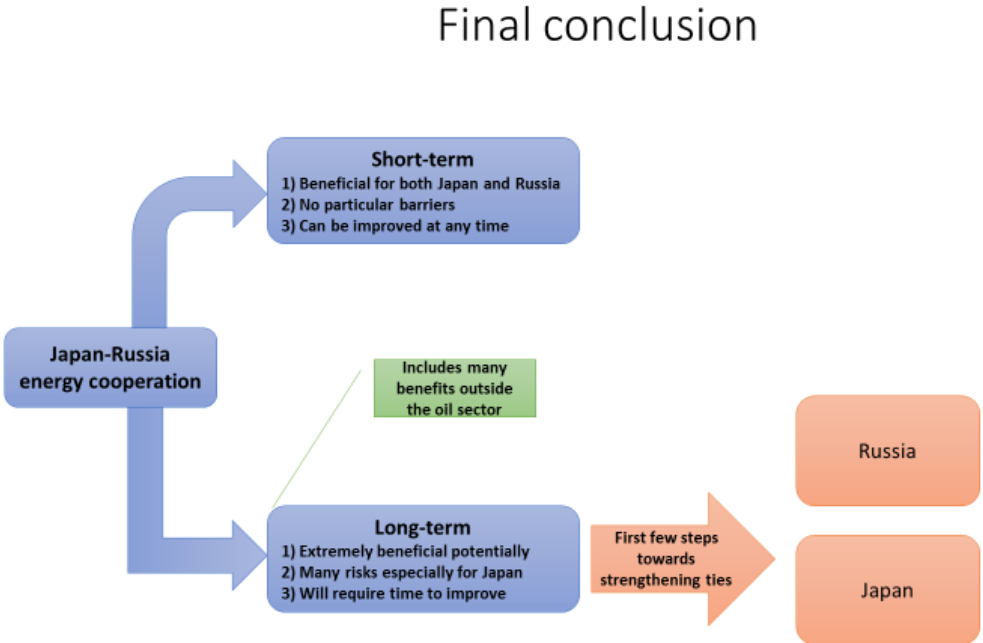 Final conclusion
Short-term
1) Beneficial for both Japan and Russia
2) No particular barriers
3) Can be improved at any time
Japan-Russia
energy cooperation
Includes many
benefits outside
the oil sector
Long-term
1) Extremely beneficial potentially
2) Many risks especially for Japan
3) Will require time to improve
First few steps
towards
strengthening ties
Russia
Japan